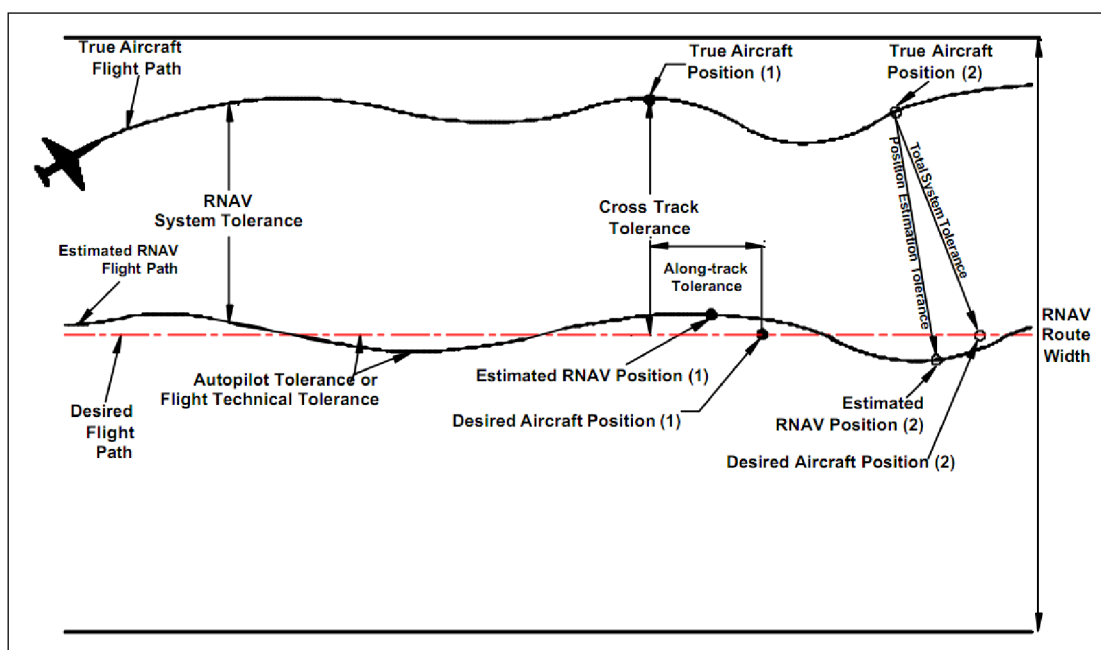 True Aircraft
Flight Path
True Aircraft
Position (1)
True Aircraft
Position (2)
RNAV
System Tolerance
Cross Track
Tolerance
Position Estimation Tolerance
Total System Tolerance
Estimated RNAV
Flight Path
Along-track
Tolerance
RNAV
Route
Width
Autopilot Tolerance or
Flight Technical Tolerance
Estimated RNAV Position (1)
Desired
Flight
Path
Desired Aircraft Position (1)
Estimated
RNAV Position (2)
Desired Aircraft Position (2)